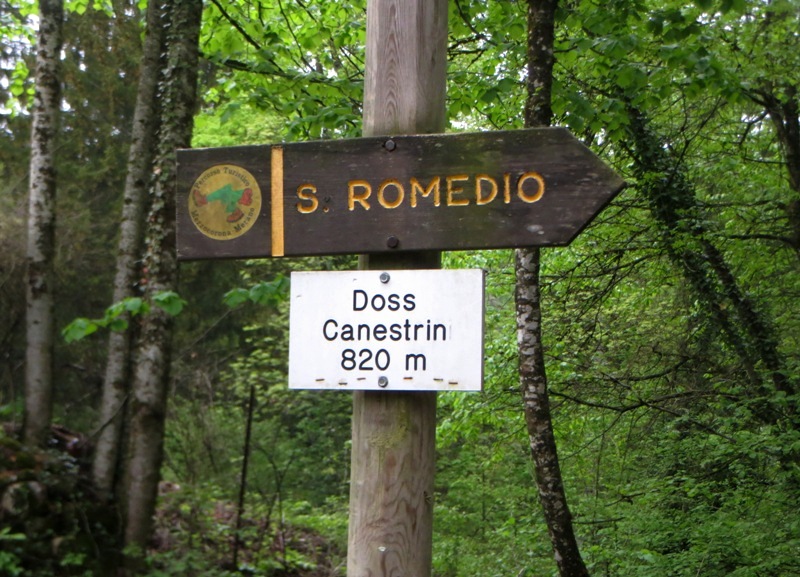 S. ROMEDIO
Doss
Canestrin
820 m